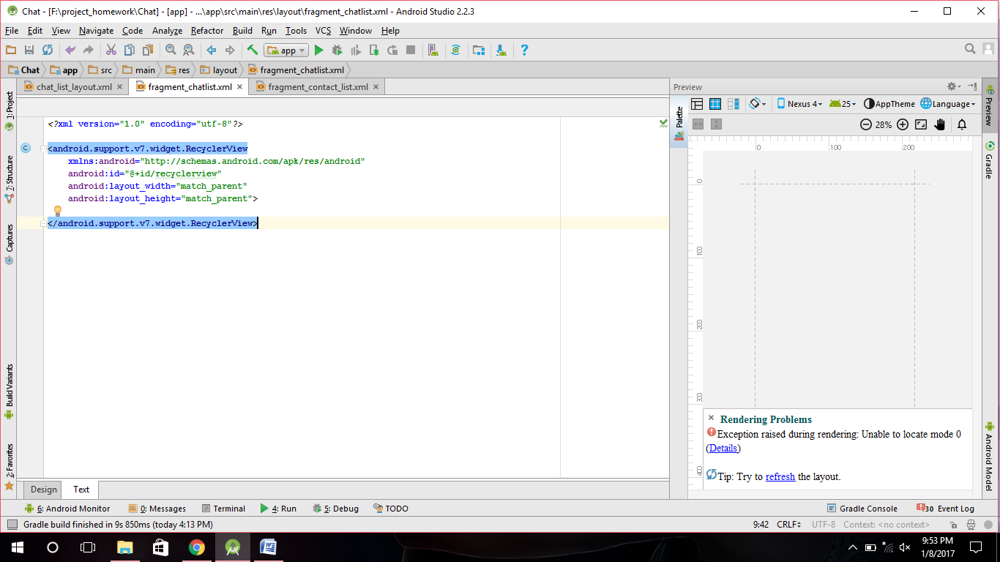 Chat - [F:\project_homework\Chat] - [app] - ...\app\src\main\res\layout\fragment_chatlist.xml - Android Studio 2.2.3
File Edit View Navigate Code Analyze Refactor Build Run Tools VCS Window Help
app
Chat app src main res layout fragment_chatlist.xml
chat_list_layout.xml fragment_chatlist.xml fragment_contact_list.xml
<?xml version="1.0" encoding="utf-8"?>
<android.support.v7.widget.RecyclerView
xmlns:android="http://schemas.android.com/apk/res/android"
android:id="@+id/recyclerview"
android:layout_width="match_parent"
android:layout_height="match_parent">
</android.support.v7.widget.RecyclerView>
1: Project
7: Structure
Captures
Build Variants
2: Favorites
Design Text
Preview
Palette
Nexus 4 25 AppTheme Language
28%
0 100 200
0
100
200
300
400
Rendering Problems
Exception raised during rendering: Unable to locate mode 0
(Details)
Tip: Try to refresh the layout.
Preview
Gradle
Android Model
6: Android Monitor 0: Messages Terminal 4: Run 5: Debug TODO Gradle Console 30 Event Log
Gradle build finished in 9s 850ms (today 4:13 PM) 9:42 CRLF UTF-8 Context: <no context>
9:53 PM
1/8/2017